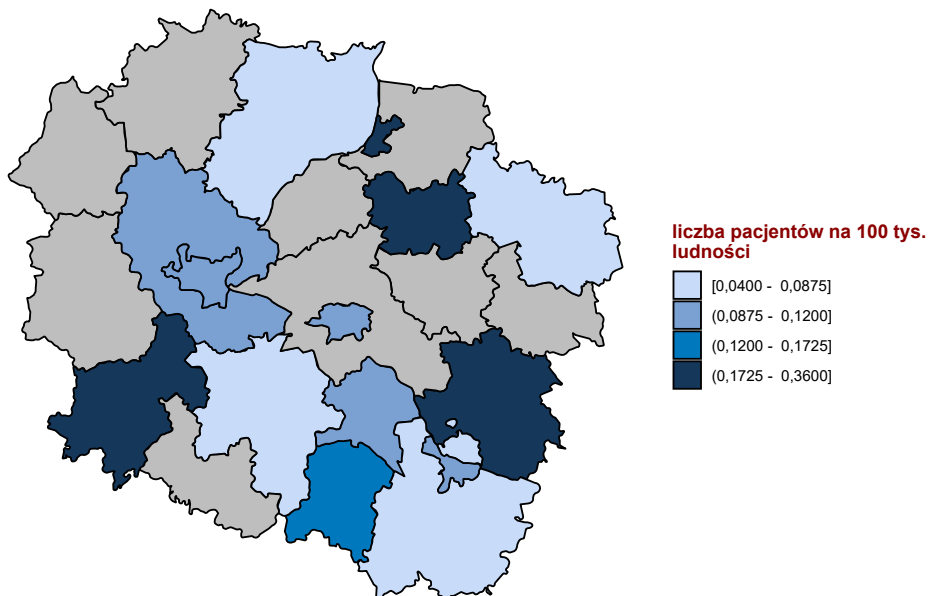 liczba pacjentów na 100 tys.
ludności
[0,0400 - 0,0875]
(0,0875 - 0,1200]
(0,1200 - 0,1725]
(0,1725 - 0,3600]